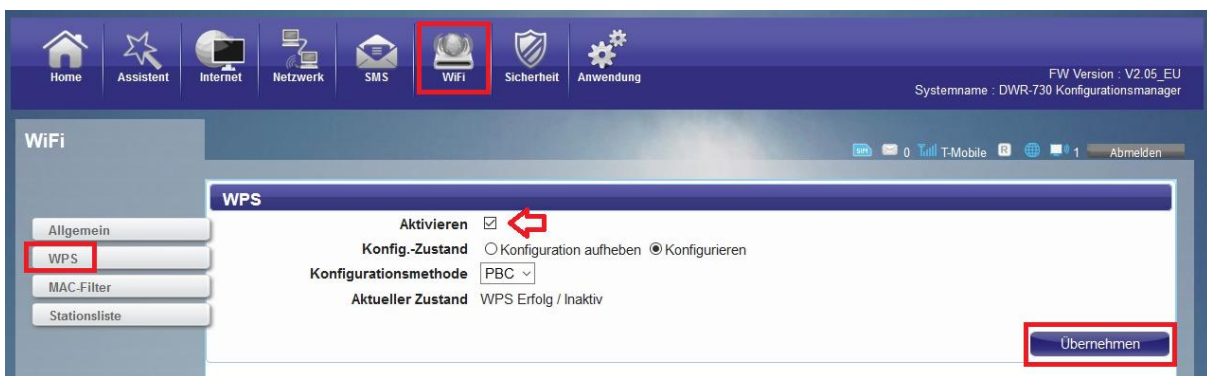 Home
Assistent
Internet
Netzwerk
SMS
WiFi
Sicherheit
Anwendung
FW Version : V2.05_EU
Systemname : DWR-730 Konfigurationsmanager
WiFi
SIM 0 T-Mobile R 1 Abmelden
Allgemein
WPS
MAC-Filter
Stationsliste
WPS
Aktivieren
Konfig.-Zustand Konfiguration aufheben Konfigurieren
Konfigurationsmethode PBC
Aktueller Zustand WPS Erfolg / Inaktiv
Übernehmen